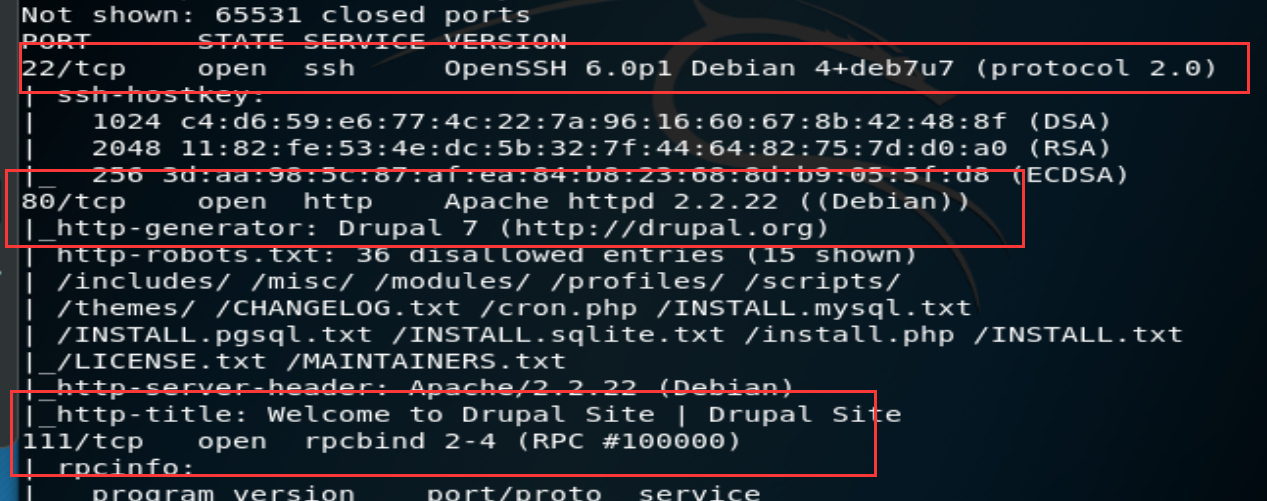 Not shown: 65531 closed ports
PORT STATE SERVICE VERSION
22/tcp open ssh OpenSSH 6.0p1 Debian 4+deb7u7 (protocol 2.0)
| ssh-hostkey:
| 1024 c4:d6:59:e6:77:4c:22:7a:96:16:60:67:8b:42:48:8f (DSA)
| 2048 11:82:fe:53:4e:dc:5b:32:7f:44:64:82:75:7d:d0:a0 (RSA)
|_ 256 3d:aa:98:5c:87:af:ea:84:b8:23:68:8d:b9:05:5f:d8 (ECDSA)
80/tcp open http Apache httpd 2.2.22 ((Debian))
|_http-generator: Drupal 7 (http://drupal.org)
| http-robots.txt: 36 disallowed entries (15 shown)
| /includes/ /misc/ /modules/ /profiles/ /scripts/
| /themes/ /CHANGELOG.txt /cron.php /INSTALL.mysql.txt
| /INSTALL.pgsql.txt /INSTALL.sqlite.txt /install.php /INSTALL.txt
|_/LICENSE.txt /MAINTAINERS.txt
|_http-server-header: Apache/2.2.22 (Debian)
|_http-title: Welcome to Drupal Site | Drupal Site
111/tcp open rpcbind 2-4 (RPC #100000)
| rpcinfo:
| program version port/proto service